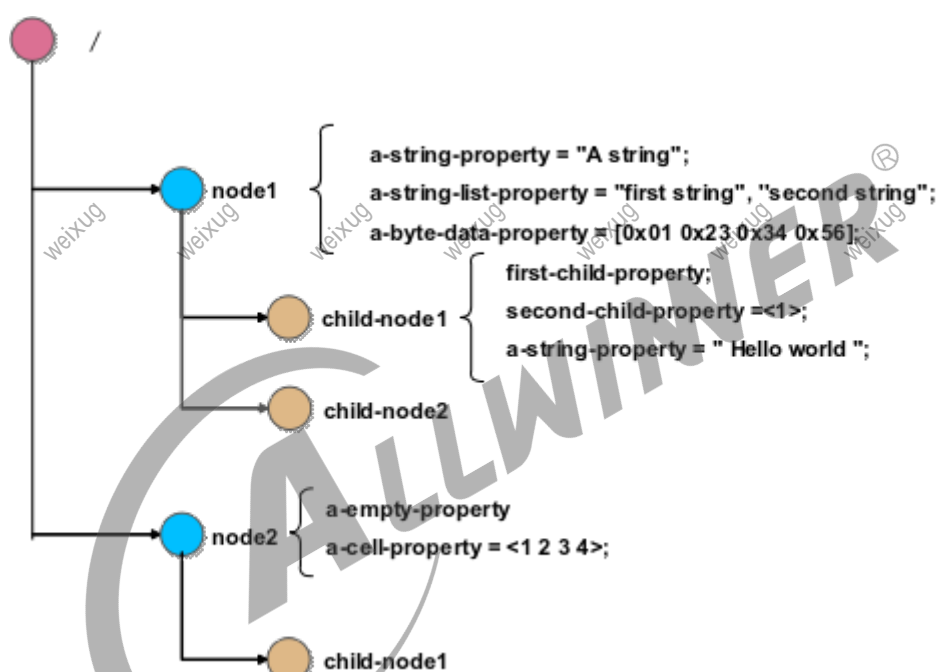 /
a-string-property = "A string";
node1
a-string-list-property = "first string", "second string";
a-byte-data-property = [0x01 0x23 0x34 0x56];
weixug weixug weixug weixug weixug weixug weixug
first-child-property;
child-node1
second-child-property =<1>;
a-string-property = " Hello world ";
child-node2
ALLWINNER®
a-empty-property
node2
a-cell-property = <1 2 3 4>;
child-node1